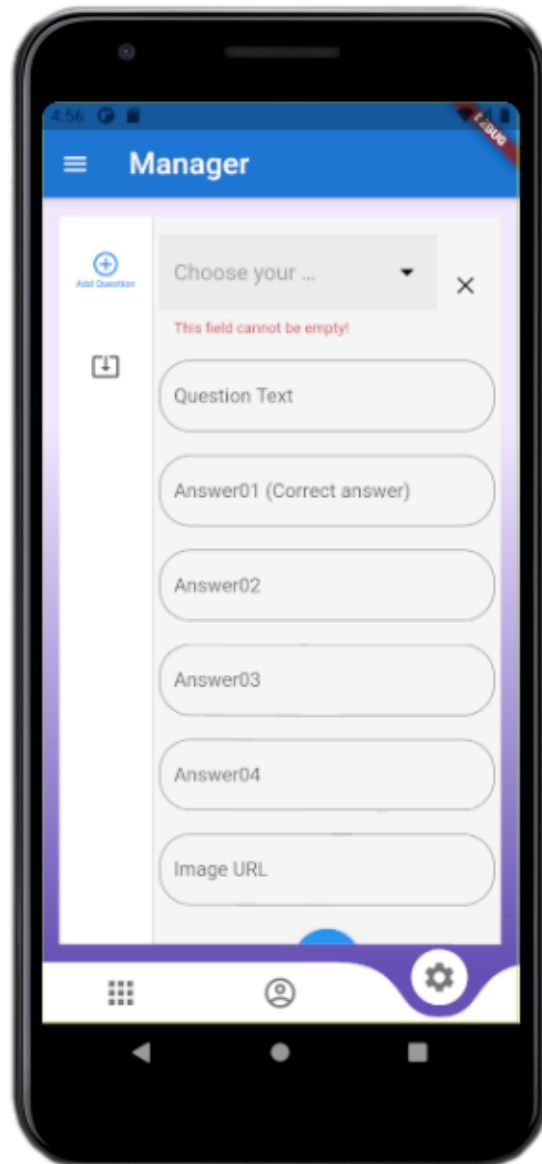 4:56
DEBUG
Manager
Add Question
Choose your ...
This field cannot be empty!
Question Text
Answer01 (Correct answer)
Answer02
Answer03
Answer04
Image URL